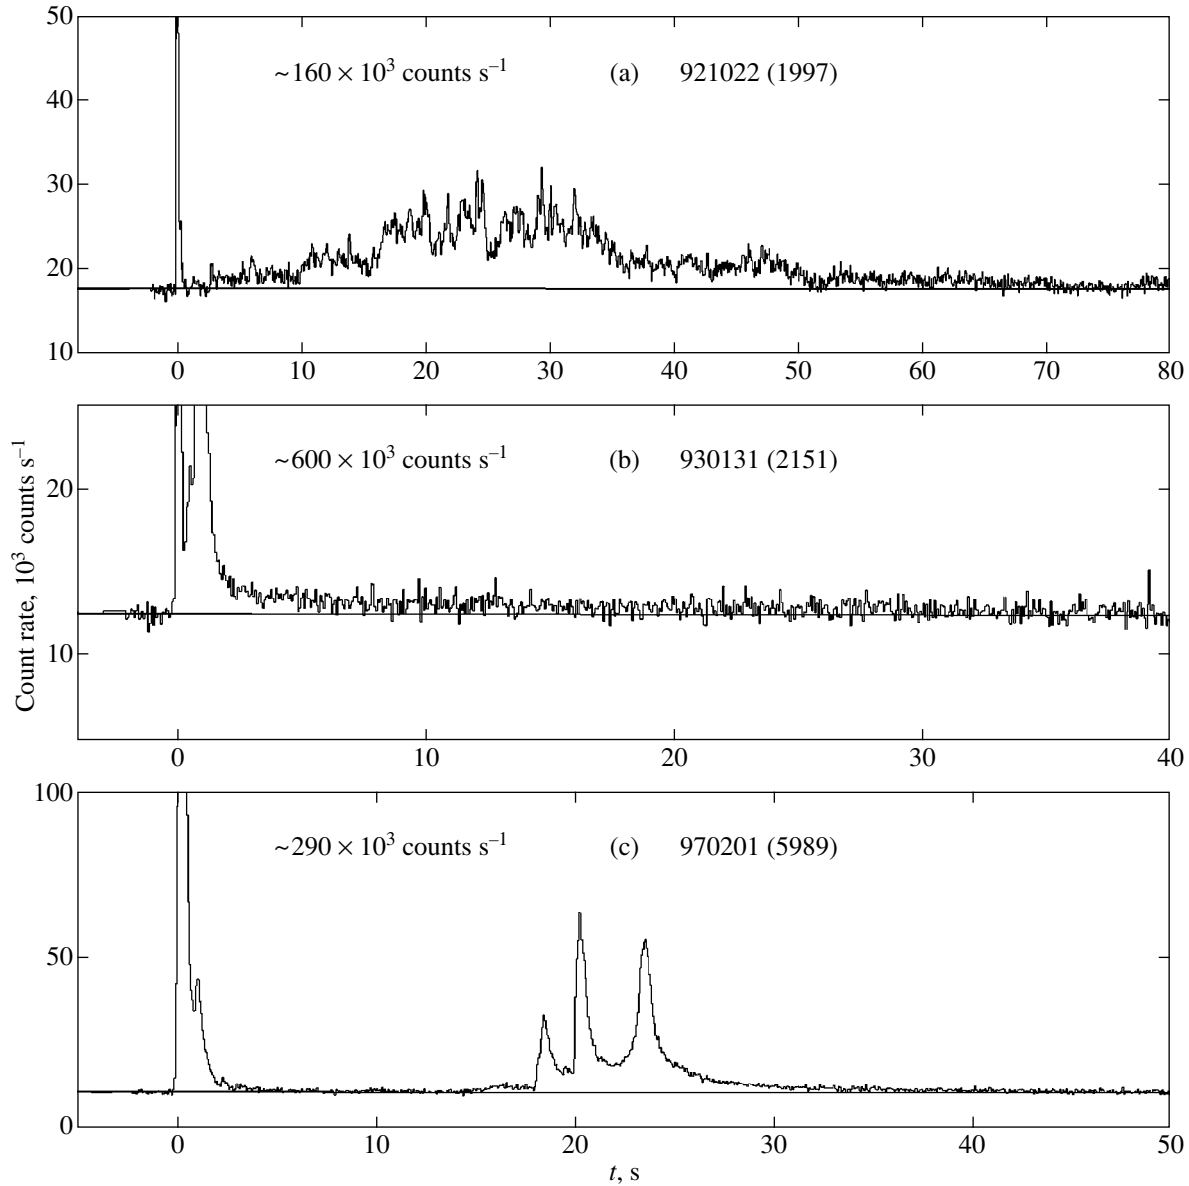 50
~160 × 10³ counts s⁻¹ (a) 921022 (1997)
40
30
20
10
0 10 20 30 40 50 60 70 80
~600 × 10³ counts s⁻¹ (b) 930131 (2151)
20
10
0 10 20 30 40
Count rate, 10³ counts s⁻¹
100
~290 × 10³ counts s⁻¹ (c) 970201 (5989)
50
0
0 10 20 30 40 50
t, s